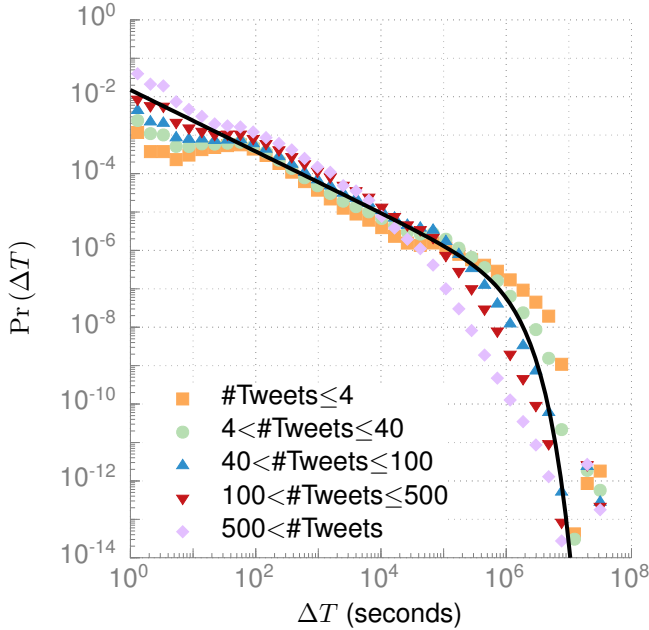 10^0
10^-2
10^-4
10^-6
10^-8
10^-10
10^-12
10^-14
Pr (ΔT)
#Tweets≤4
4<#Tweets≤40
40<#Tweets≤100
100<#Tweets≤500
500<#Tweets
10^0 10^2 10^4 10^6 10^8
ΔT (seconds)